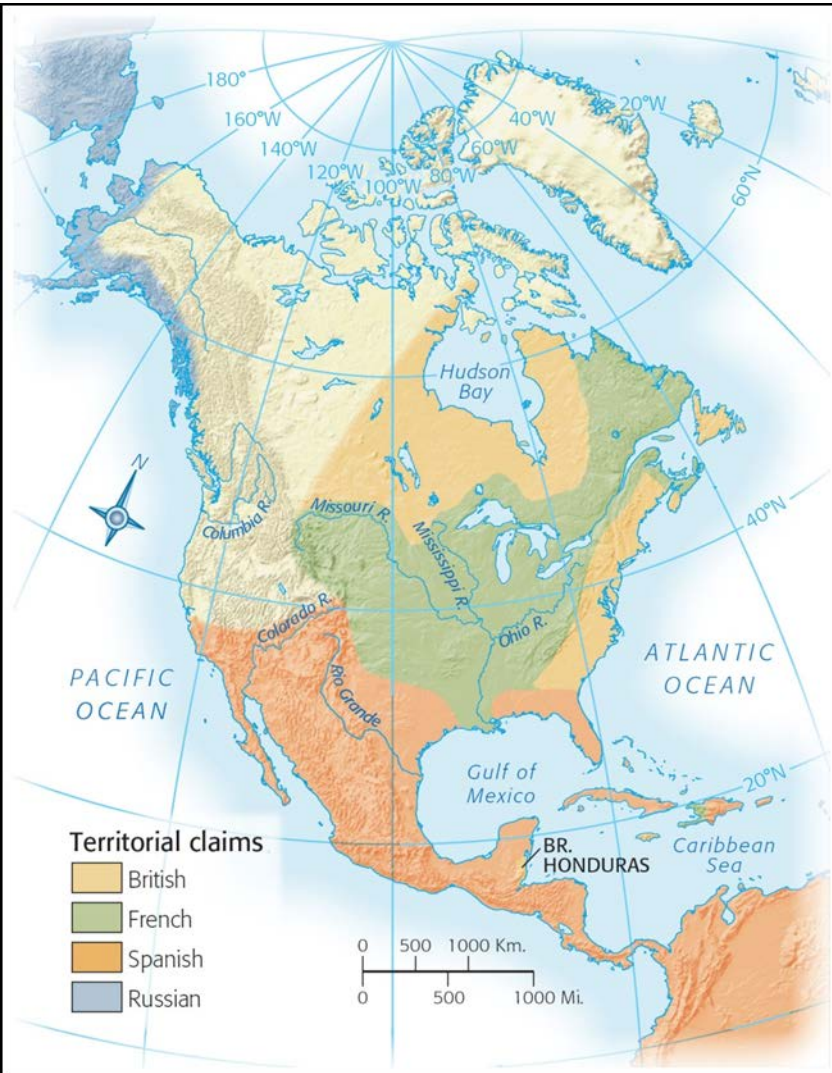 180°
160°W
140°W
120°W
100°W
80°W
60°W
40°W
20°W
60°N
Hudson
Bay
N
40°N
Columbia R.
Missouri R.
Mississippi R.
Ohio R.
Colorado R.
Rio Grande
PACIFIC
OCEAN
ATLANTIC
OCEAN
Gulf of
Mexico
20°N
BR.
HONDURAS
Caribbean
Sea
Territorial claims
British
French
Spanish
Russian
0 500 1000 Km.
0 500 1000 Mi.